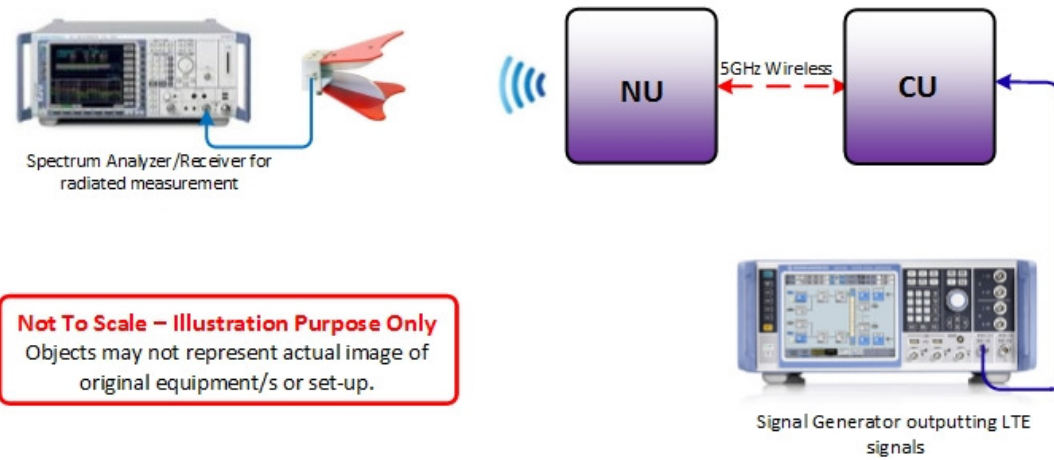 NU
5GHz Wireless
CU
Spectrum Analyzer/Receiver for
radiated measurement
Not To Scale – Illustration Purpose Only
Objects may not represent actual image of
original equipment/s or set-up.
Signal Generator outputting LTE
signals